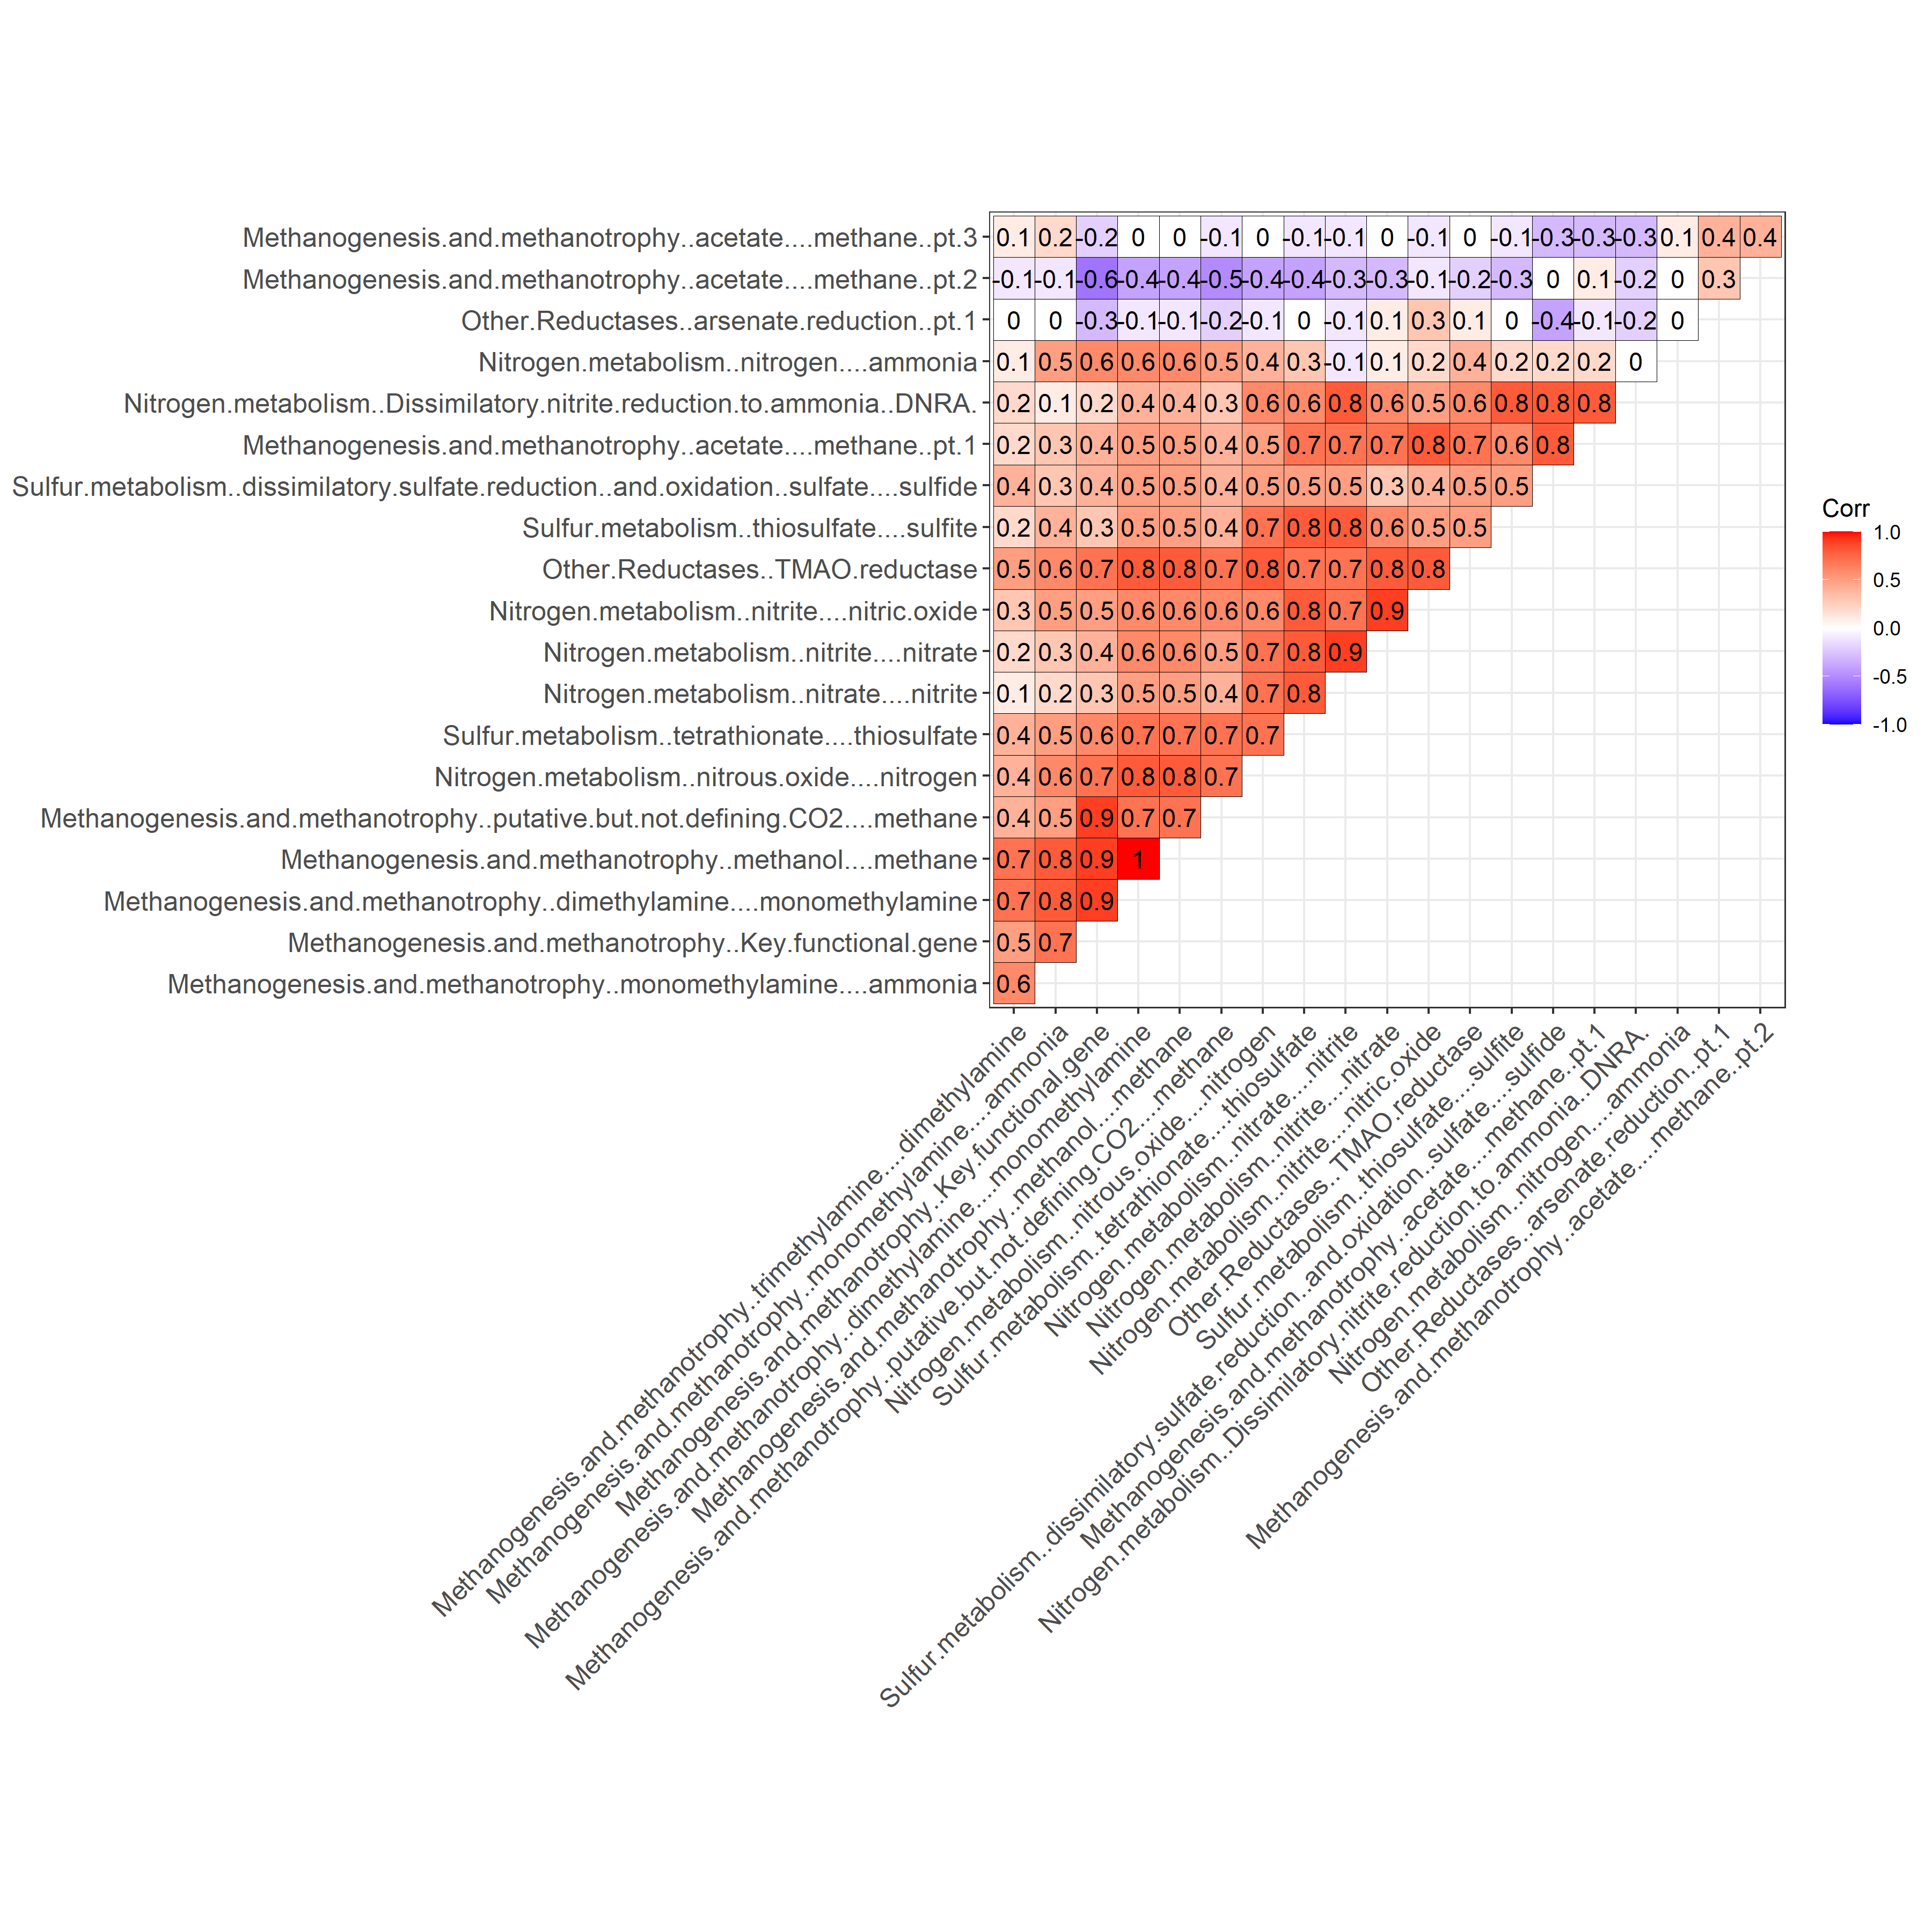 Methanogenesis.and.methanotrophy..acetate....methane..pt.3 0.1 0.2 -0.2 0 0 -0.1 0 -0.1 -0.1 0 -0.1 0 -0.1 -0.3 -0.3 -0.3 0.1 0.4 0.4
Methanogenesis.and.methanotrophy..acetate....methane..pt.2 -0.1 -0.1 -0.6 -0.4 -0.4 -0.5 -0.4 -0.4 -0.3 -0.3 -0.1 -0.2 -0.3 0 0.1 -0.2 0 0.3
Other.Reductases..arsenate.reduction..pt.1 0 0 -0.3 -0.1 -0.1 -0.2 -0.1 0 -0.1 0.1 0.3 0.1 0 -0.4 -0.1 -0.2 0
Nitrogen.metabolism..nitrogen....ammonia 0.1 0.5 0.6 0.6 0.6 0.5 0.4 0.3 -0.1 0.1 0.2 0.4 0.2 0.2 0.2 0
Nitrogen.metabolism..Dissimilatory.nitrite.reduction.to.ammonia..DNRA. 0.2 0.1 0.2 0.4 0.4 0.3 0.6 0.6 0.8 0.6 0.5 0.6 0.8 0.8 0.8
Methanogenesis.and.methanotrophy..acetate....methane..pt.1 0.2 0.3 0.4 0.5 0.5 0.4 0.5 0.7 0.7 0.7 0.8 0.7 0.6 0.8
Sulfur.metabolism..dissimilatory.sulfate.reduction..and.oxidation..sulfate....sulfide 0.4 0.3 0.4 0.5 0.5 0.4 0.5 0.5 0.5 0.3 0.4 0.5 0.5
Sulfur.metabolism..thiosulfate....sulfite 0.2 0.4 0.3 0.5 0.5 0.4 0.7 0.8 0.8 0.6 0.5 0.5
Other.Reductases..TMAO.reductase 0.5 0.6 0.7 0.8 0.8 0.7 0.8 0.7 0.7 0.8 0.8
Nitrogen.metabolism..nitrite....nitric.oxide 0.3 0.5 0.5 0.6 0.6 0.6 0.6 0.8 0.7 0.9
Nitrogen.metabolism..nitrite....nitrate 0.2 0.3 0.4 0.6 0.6 0.5 0.7 0.8 0.9
Nitrogen.metabolism..nitrate....nitrite 0.1 0.2 0.3 0.5 0.5 0.4 0.7 0.8
Sulfur.metabolism..tetrathionate....thiosulfate 0.4 0.5 0.6 0.7 0.7 0.7 0.7
Nitrogen.metabolism..nitrous.oxide....nitrogen 0.4 0.6 0.7 0.8 0.8 0.7
Methanogenesis.and.methanotrophy..putative.but.not.defining.CO2....methane 0.4 0.5 0.9 0.7 0.7
Methanogenesis.and.methanotrophy..methanol....methane 0.7 0.8 0.9 1
Methanogenesis.and.methanotrophy..dimethylamine....monomethylamine 0.7 0.8 0.9
Methanogenesis.and.methanotrophy..Key.functional.gene 0.5 0.7
Methanogenesis.and.methanotrophy..monomethylamine....ammonia 0.6
Methanogenesis.and.methanotrophy..trimethylamine....dimethylamine
Methanogenesis.and.methanotrophy..monomethylamine....ammonia
Methanogenesis.and.methanotrophy..Key.functional.gene
Methanogenesis.and.methanotrophy..dimethylamine....monomethylamine
Methanogenesis.and.methanotrophy..methanol....methane
Methanogenesis.and.methanotrophy..putative.but.not.defining.CO2....methane
Nitrogen.metabolism..nitrous.oxide....nitrogen
Sulfur.metabolism..tetrathionate....thiosulfate
Nitrogen.metabolism..nitrate....nitrite
Nitrogen.metabolism..nitrite....nitrate
Nitrogen.metabolism..nitrite....nitric.oxide
Other.Reductases..TMAO.reductase
Sulfur.metabolism..thiosulfate....sulfite
Sulfur.metabolism..dissimilatory.sulfate.reduction..and.oxidation..sulfate....sulfide
Methanogenesis.and.methanotrophy..acetate....methane..pt.1
Nitrogen.metabolism..Dissimilatory.nitrite.reduction.to.ammonia..DNRA.
Nitrogen.metabolism..nitrogen....ammonia
Other.Reductases..arsenate.reduction..pt.1
Methanogenesis.and.methanotrophy..acetate....methane..pt.2
Corr
1.0
0.5
0.0
-0.5
-1.0